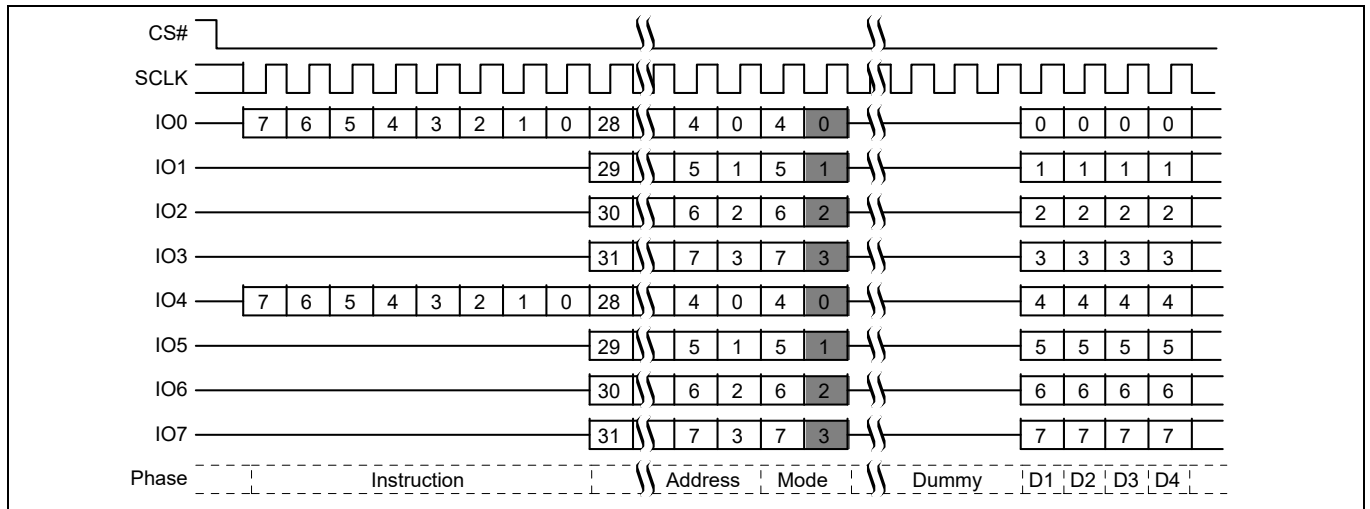 CS#
SCLK
IO0 7 6 5 4 3 2 1 0 28 4 0 4 0 0 0 0 0
IO1 29 5 1 5 1 1 1 1 1
IO2 30 6 2 6 2 2 2 2 2
IO3 31 7 3 7 3 3 3 3 3
IO4 7 6 5 4 3 2 1 0 28 4 0 4 0 4 4 4 4
IO5 29 5 1 5 1 5 5 5 5
IO6 30 6 2 6 2 6 6 6 6
IO7 31 7 3 7 3 7 7 7 7
Phase Instruction Address Mode Dummy D1 D2 D3 D4